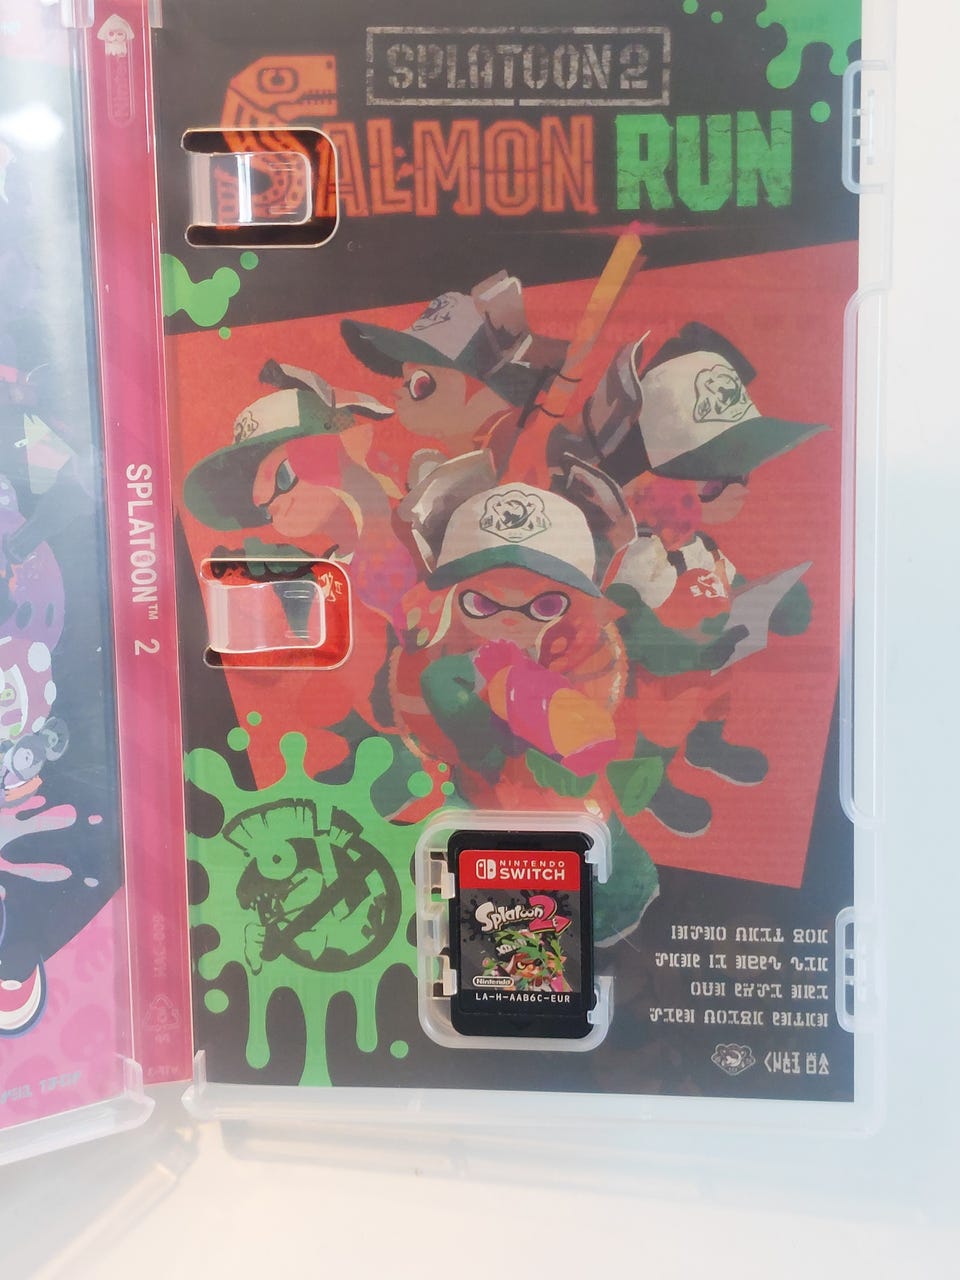 SPLATOON 2
SALMON RUN
SPLATOON™ 2
NINTENDO
SWITCH
Splatoon 2
Nintendo
LA-H-AAB6C-EUR